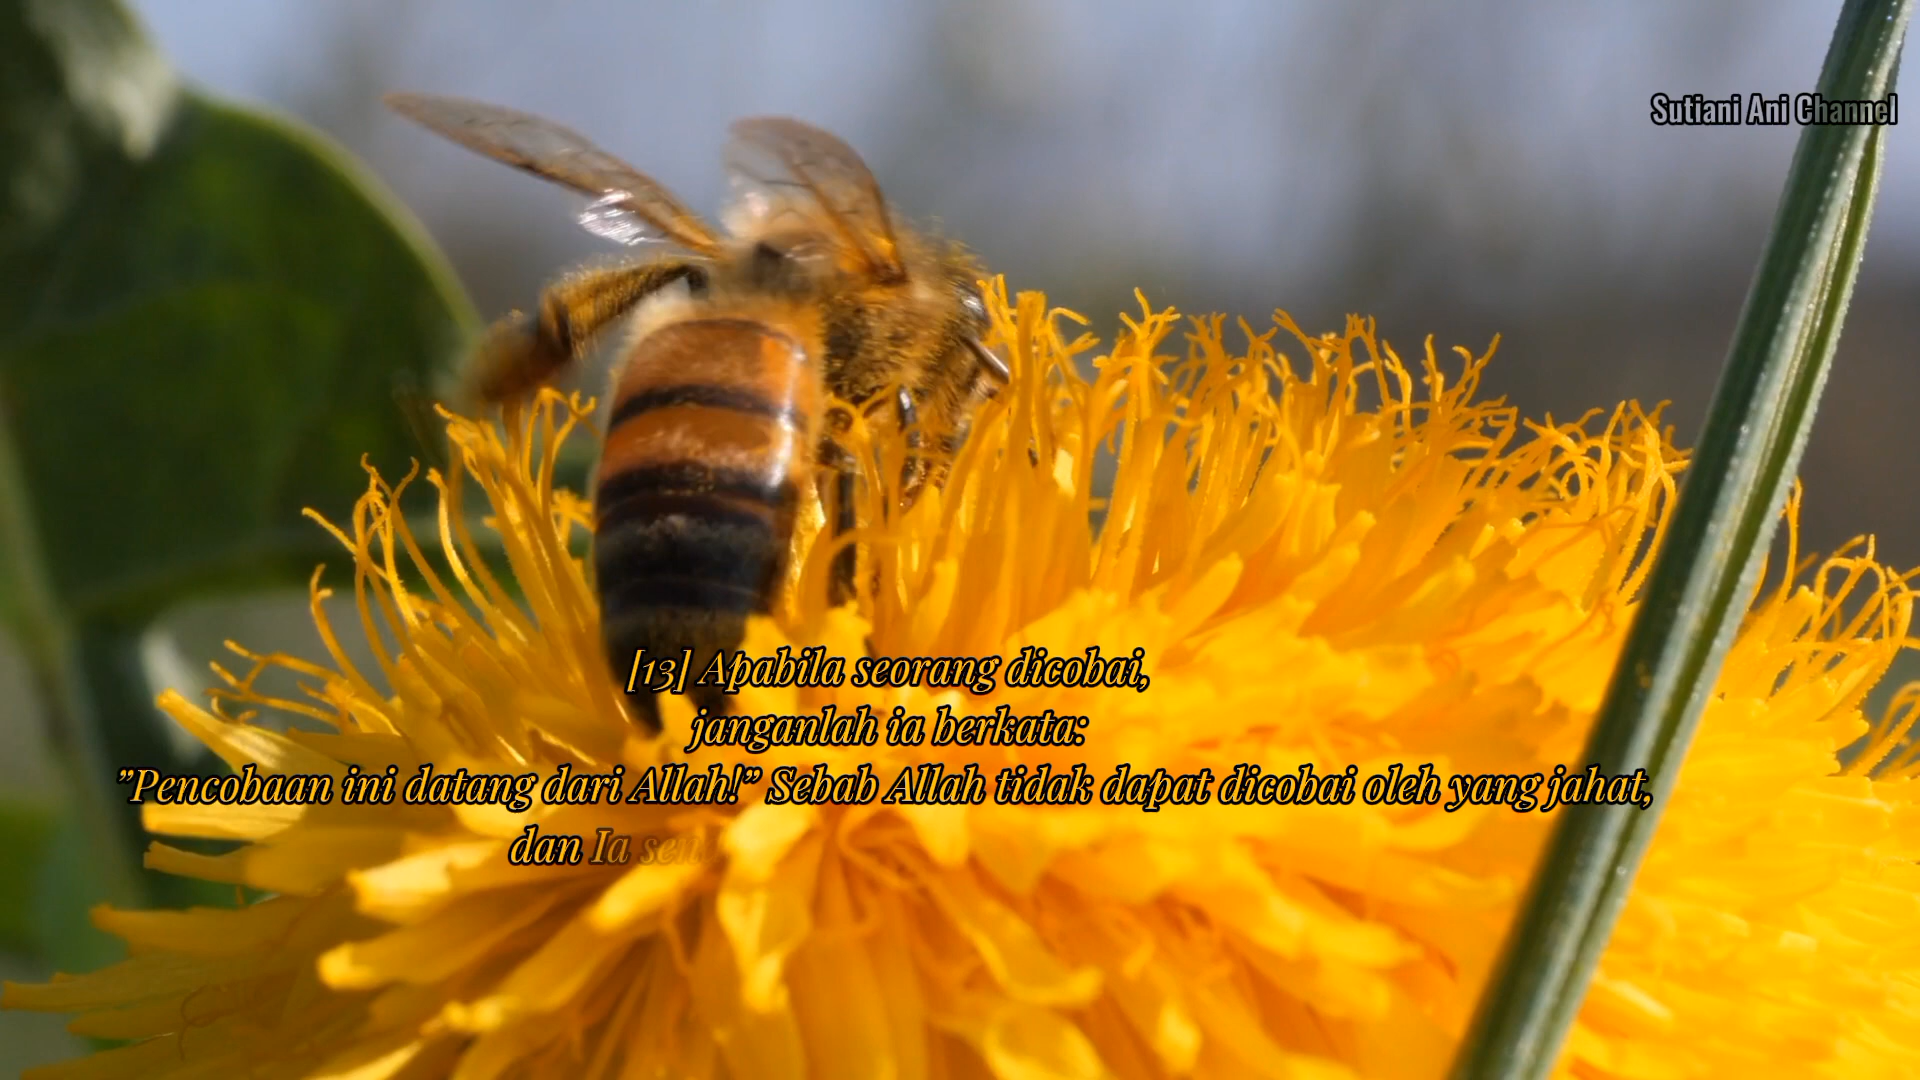 Sutiani Ani Channel
[13] Apabila seorang dicobai,
janganlah ia berkata:
”Pencobaan ini datang dari Allah!” Sebab Allah tidak dapat dicobai oleh yang jahat,
dan Ia sen